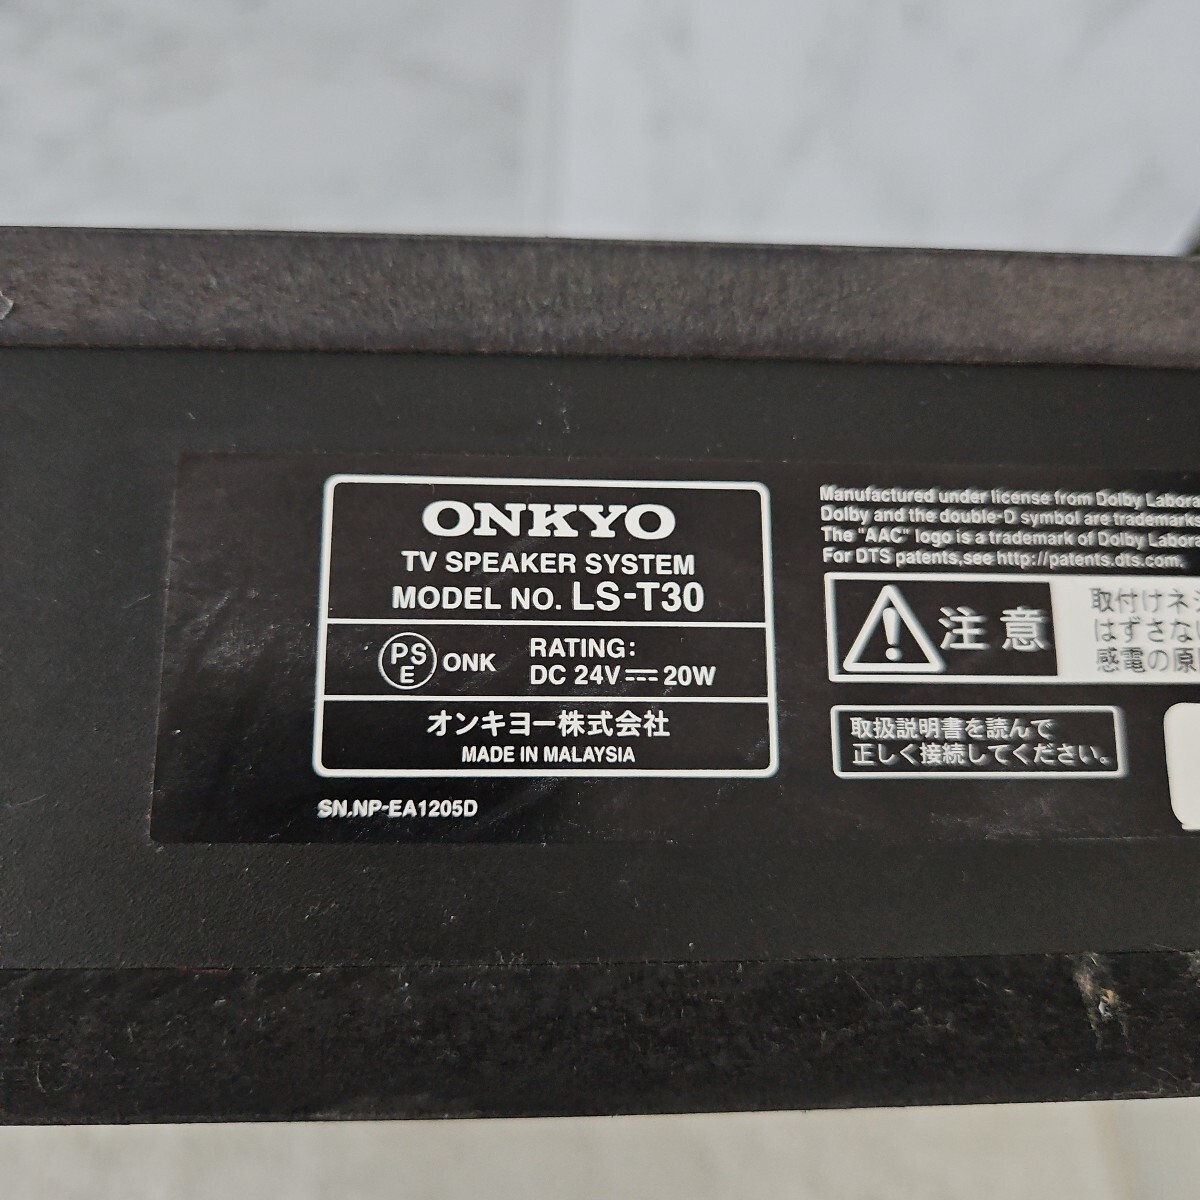 ONKYO
TV SPEAKER SYSTEM
MODEL NO. LS-T30
PS
E
ONK
RATING:
DC 24V⎓20W
オンキヨー株式会社
MADE IN MALAYSIA
SN.NP-EA1205D
Manufactured under license from Dolby Labora
Dolby and the double-D symbol are trademark
The "AAC" logo is a trademark of Dolby Labora
For DTS patents,see http://patents.dts.com.
注意
取付けネジ
はずさない
感電の原
取扱説明書を読んで
正しく接続してください。